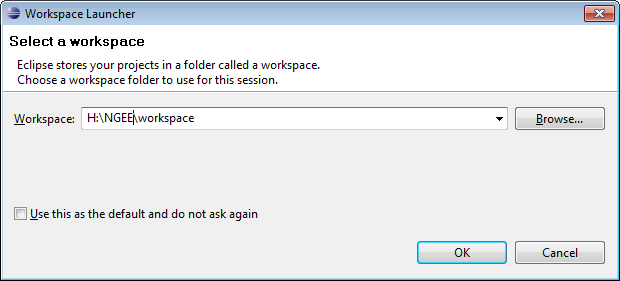 Workspace Launcher
Select a workspace
Eclipse stores your projects in a folder called a workspace.
Choose a workspace folder to use for this session.
Workspace: H:\NGEE\workspace Browse...
Use this as the default and do not ask again
OK Cancel